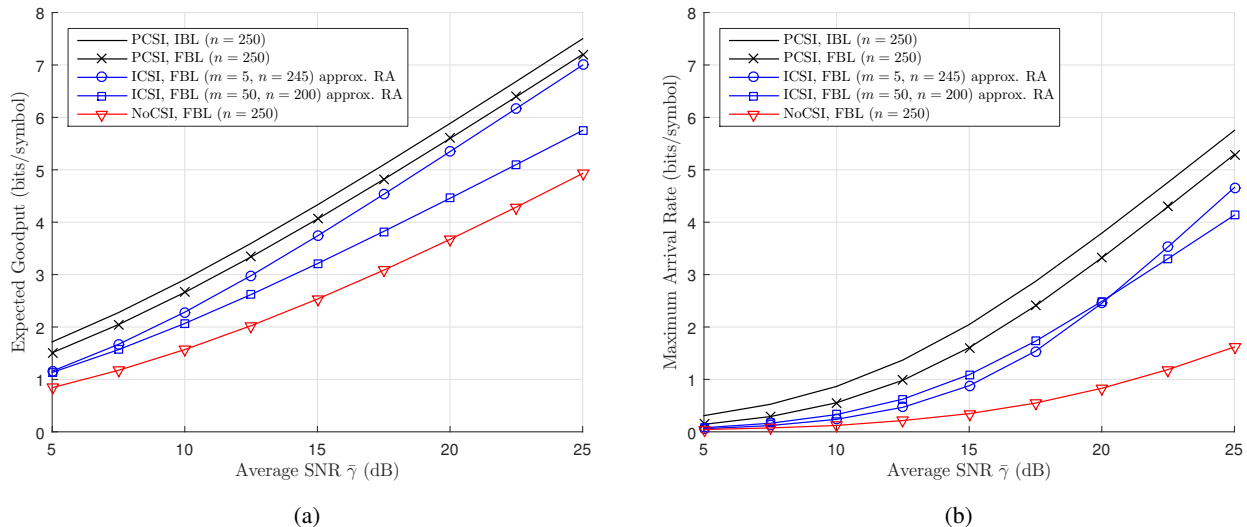 8
7
6
5
4
3
2
1
0
Expected Goodput (bits/symbol)
PCSI, IBL (n = 250)
PCSI, FBL (n = 250)
ICSI, FBL (m = 5, n = 245) approx. RA
ICSI, FBL (m = 50, n = 200) approx. RA
NoCSI, FBL (n = 250)
5 10 15 20 25
Average SNR γ̄ (dB)
(a)
8
7
6
5
4
3
2
1
0
Maximum Arrival Rate (bits/symbol)
PCSI, IBL (n = 250)
PCSI, FBL (n = 250)
ICSI, FBL (m = 5, n = 245) approx. RA
ICSI, FBL (m = 50, n = 200) approx. RA
NoCSI, FBL (n = 250)
5 10 15 20 25
Average SNR γ̄ (dB)
(b)